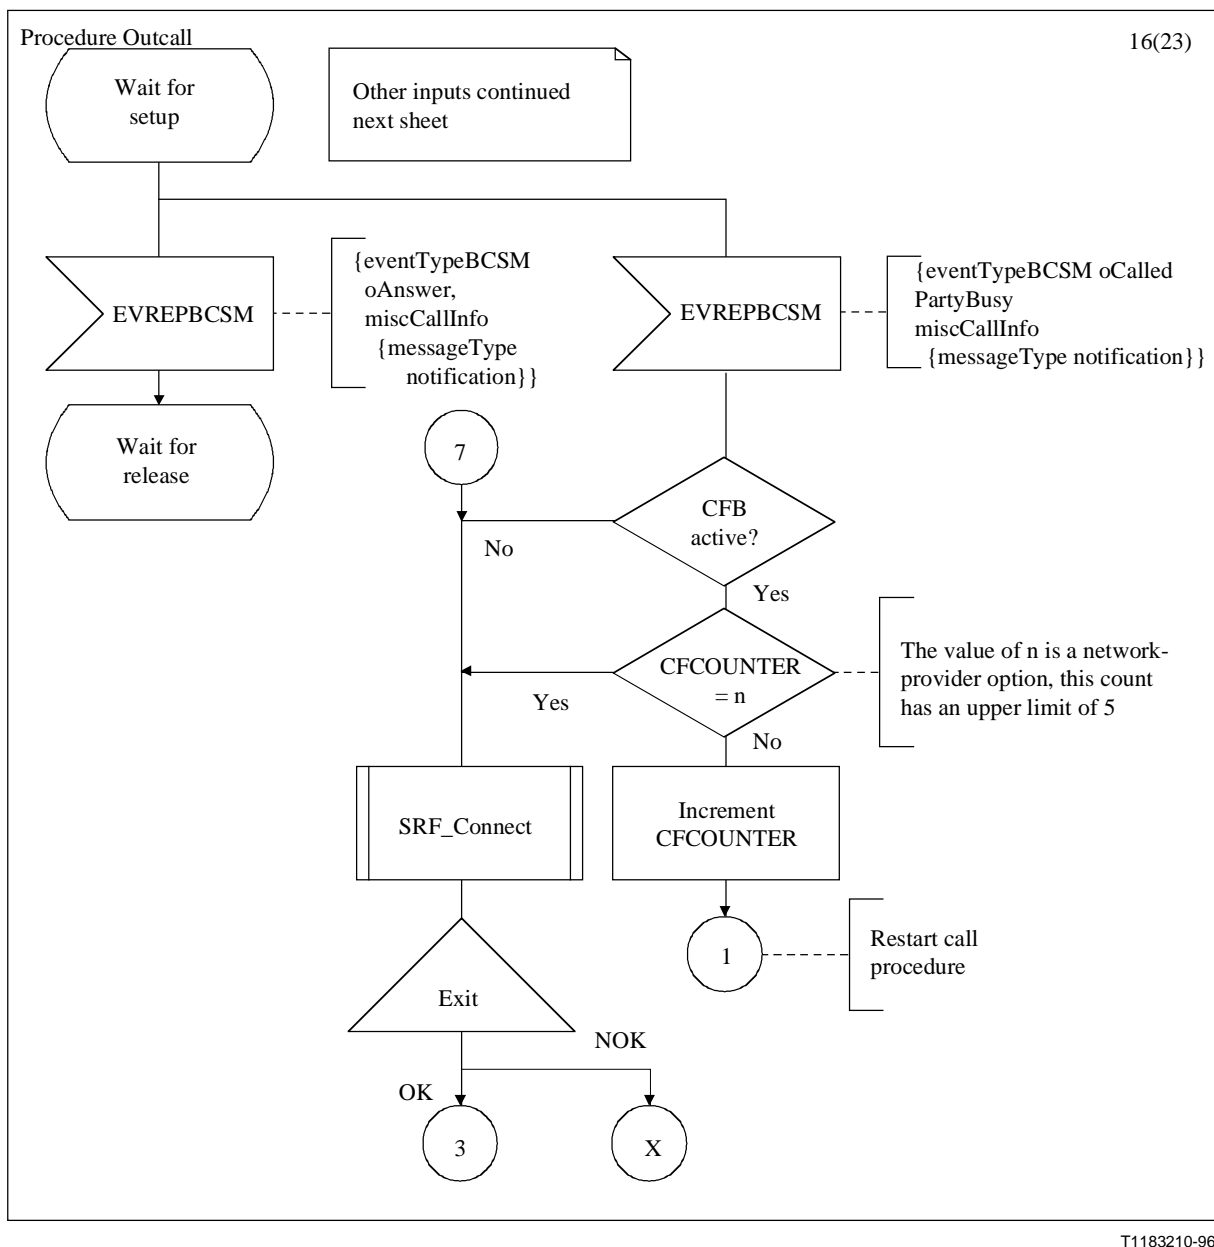 Procedure Outcall
16(23)
Wait for
setup
Other inputs continued
next sheet
EVREPBCSM
{eventTypeBCSM
oAnswer,
miscCallInfo
{messageType
notification}}
EVREPBCSM
{eventTypeBCSM oCalled
PartyBusy
miscCallInfo
{messageType notification}}
Wait for
release
7
CFB
active?
No
Yes
CFCOUNTER
= n
The value of n is a network-
provider option, this count
has an upper limit of 5
Yes
No
SRF_Connect
Increment
CFCOUNTER
1
Restart call
procedure
Exit
NOK
OK
3
X
T1183210-96